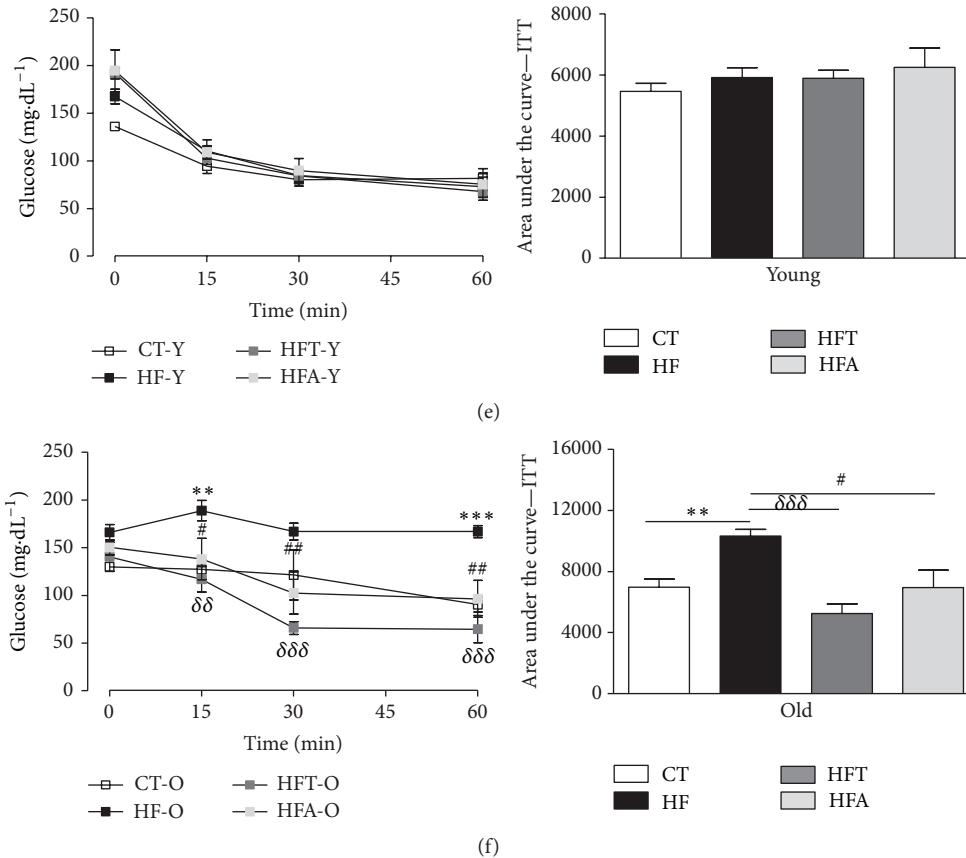 250
200
150
100
50
0
Glucose (mg·dL⁻¹)
0 15 30 45 60
Time (min)
CT-Y HFT-Y
HF-Y HFA-Y
8000
6000
4000
2000
0
Area under the curve—ITT
Young
CT HFT
HF HFA
(e)
250
200
150
100
50
0
Glucose (mg·dL⁻¹)
** ***
# ## ##
δδ δδδ δδδ
0 15 30 45 60
Time (min)
CT-O HFT-O
HF-O HFA-O
16000
12000
8000
4000
0
Area under the curve—ITT
#
δδδ
**
Old
CT HFT
HF HFA
(f)